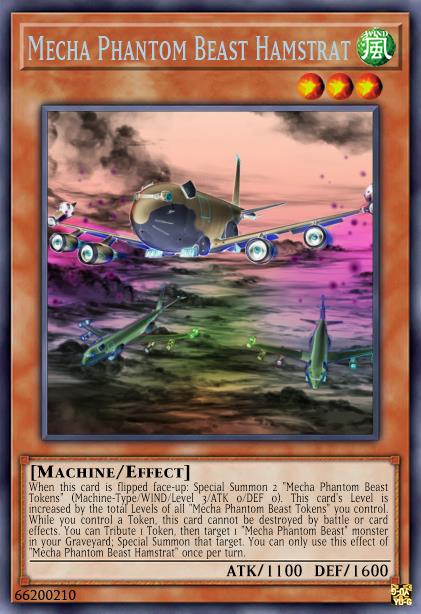 MECHA PHANTOM BEAST HAMSTRAT
WIND
風
[MACHINE/EFFECT]
When this card is flipped face-up: Special Summon 2 "Mecha Phantom Beast
Tokens" (Machine-Type/WIND/Level 3/ATK 0/DEF 0). This card's Level is
increased by the total Levels of all "Mecha Phantom Beast Tokens" you control.
While you control a Token, this card cannot be destroyed by battle or card
effects. You can Tribute 1 Token, then target 1 "Mecha Phantom Beast" monster
in your Graveyard; Special Summon that target. You can only use this effect of
"Mecha Phantom Beast Hamstrat" once per turn.
ATK/1100 DEF/1600
66200210